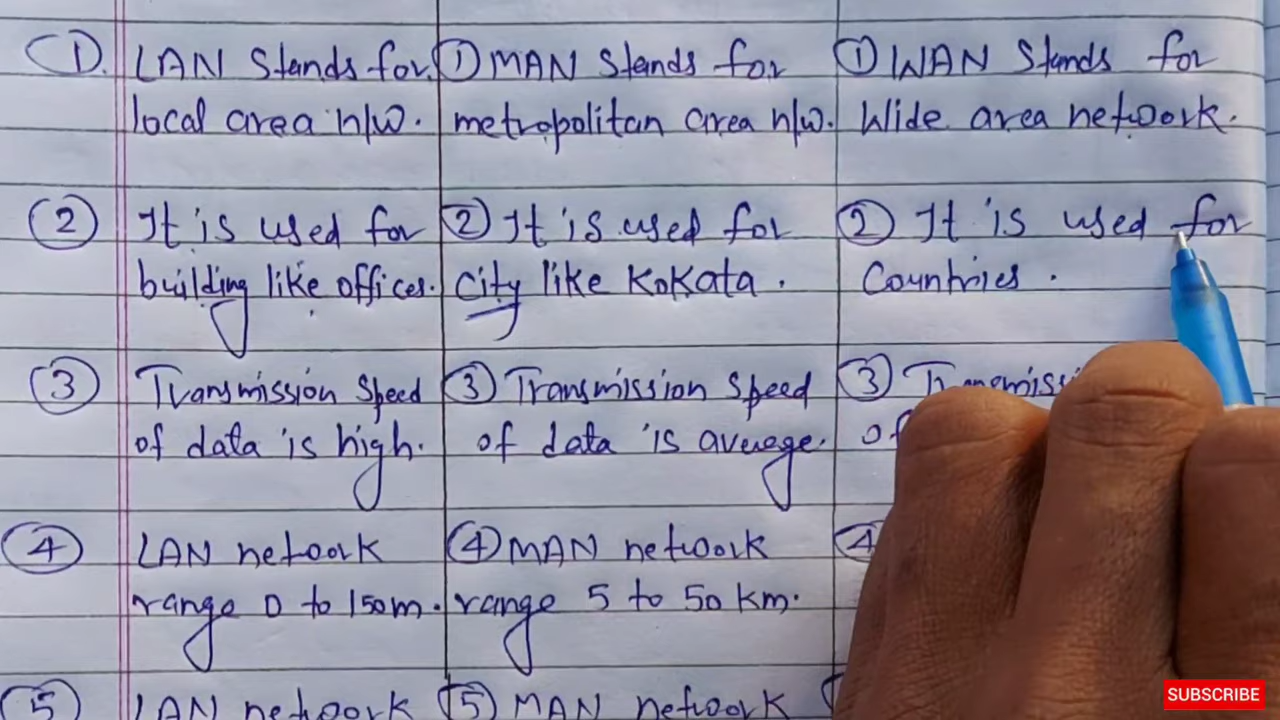 ① LAN Stands for
local area n/w.
① MAN Stands for
metropolitan area n/w.
① WAN Stands for
Wide area network.
② It is used for
building like offices.
② It is used for
city like KoKata.
② It is used for
Countries.
③ Transmission Speed
of data is high.
③ Transmission Speed
of data is average.
③
of
④ LAN network
range 0 to 150m.
④ MAN network
range 5 to 50 km.
④
⑤ LAN network
⑤ MAN network
SUBSCRIBE